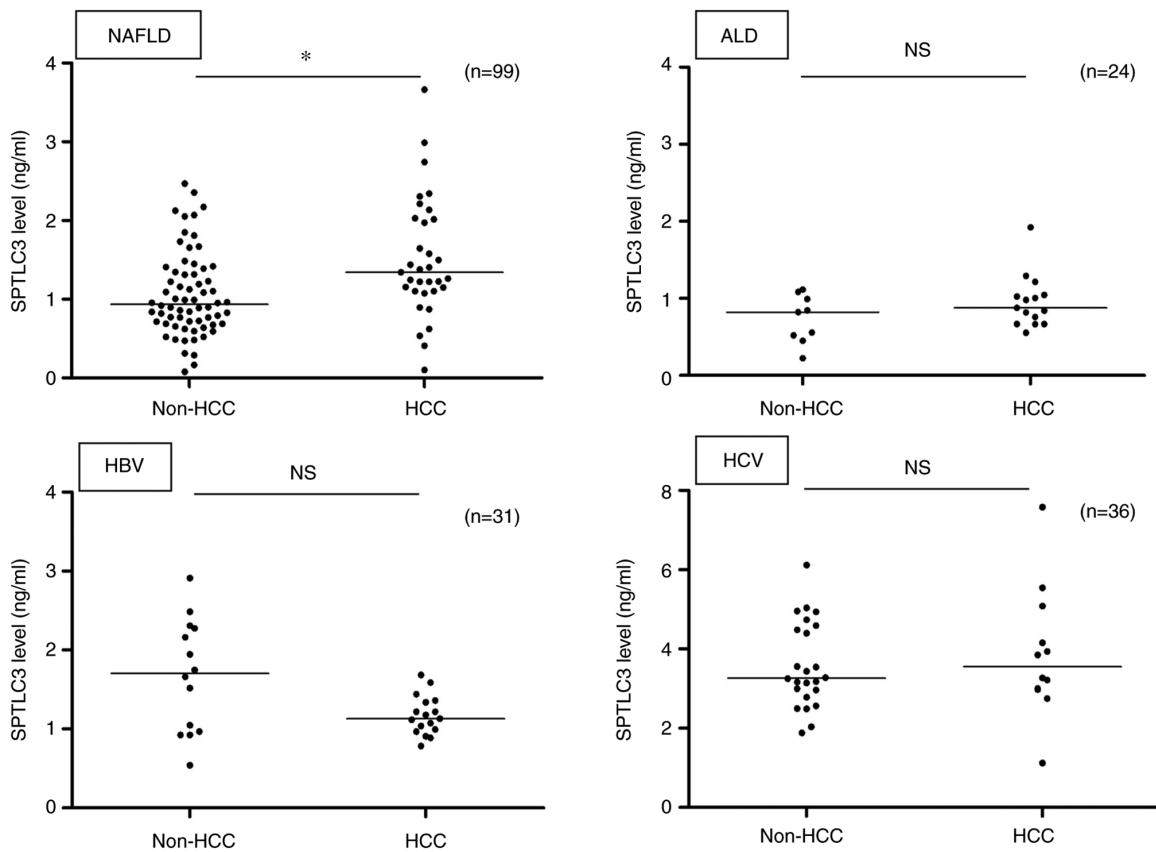 NAFLD
*
(n=99)
SPTLC3 level (ng/ml)
4
3
2
1
0
Non-HCC
HCC
ALD
NS
(n=24)
SPTLC3 level (ng/ml)
4
3
2
1
0
Non-HCC
HCC
HBV
NS
(n=31)
SPTLC3 level (ng/ml)
4
3
2
1
0
Non-HCC
HCC
HCV
NS
(n=36)
SPTLC3 level (ng/ml)
8
6
4
2
0
Non-HCC
HCC